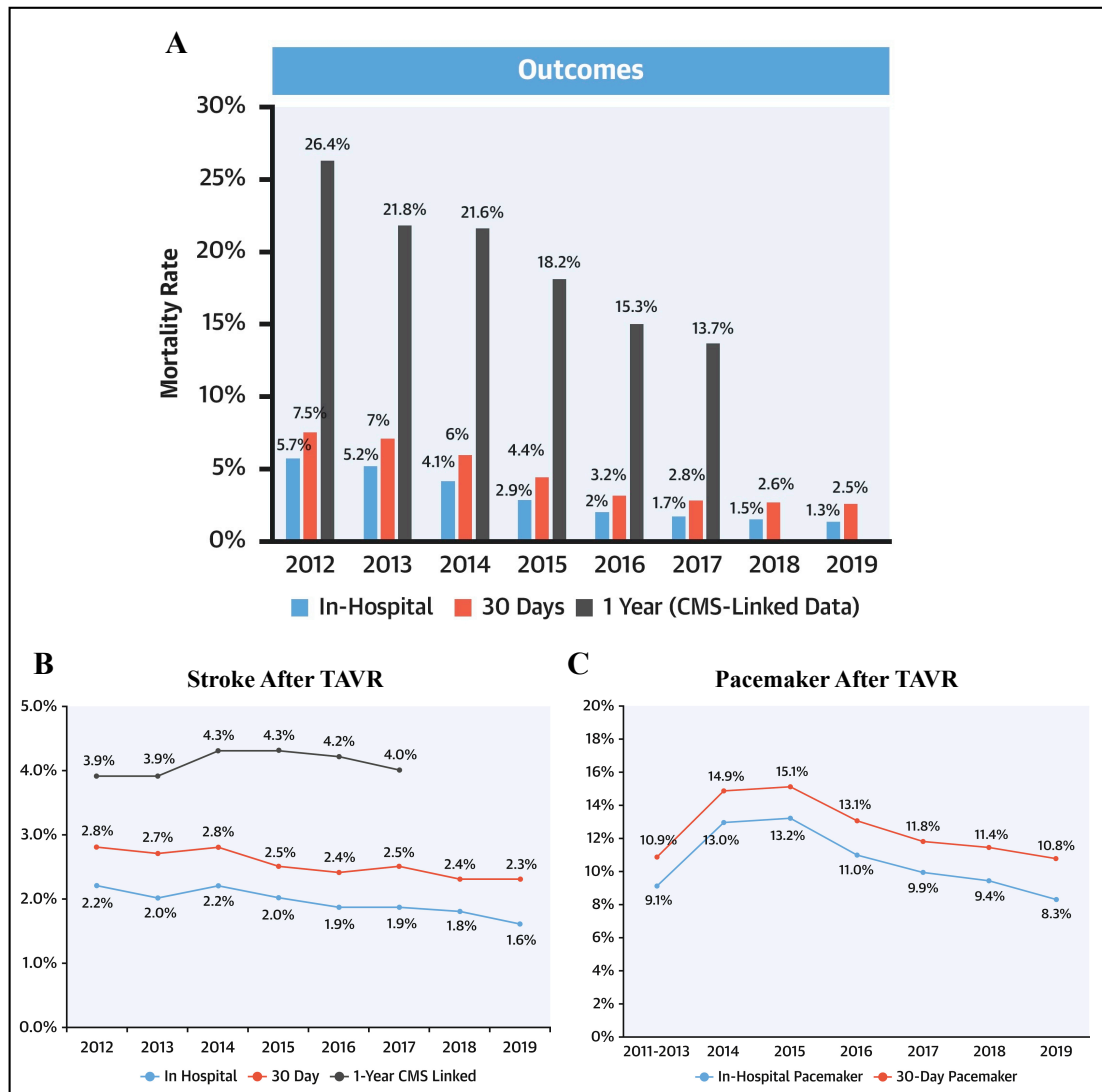 A
Outcomes
30%
25%
20%
15%
10%
5%
0%
Mortality Rate
26.4%
21.8%
21.6%
18.2%
15.3%
13.7%
7.5%
7%
6%
4.4%
3.2%
2.8%
2.6%
2.5%
5.7%
5.2%
4.1%
2.9%
2%
1.7%
1.5%
1.3%
2012 2013 2014 2015 2016 2017 2018 2019
In-Hospital 30 Days 1 Year (CMS-Linked Data)
B
Stroke After TAVR
5.0%
4.0%
3.0%
2.0%
1.0%
0.0%
3.9% 3.9% 4.3% 4.3% 4.2% 4.0%
2.8% 2.7% 2.8% 2.5% 2.4% 2.5% 2.4% 2.3%
2.2% 2.0% 2.2% 2.0% 1.9% 1.9% 1.8% 1.6%
2012 2013 2014 2015 2016 2017 2018 2019
In Hospital 30 Day 1-Year CMS Linked
C
Pacemaker After TAVR
20%
18%
16%
14%
12%
10%
8%
6%
4%
2%
0%
10.9% 14.9% 15.1% 13.1% 11.8% 11.4% 10.8%
9.1% 13.0% 13.2% 11.0% 9.9% 9.4% 8.3%
2011-2013 2014 2015 2016 2017 2018 2019
In-Hospital Pacemaker 30-Day Pacemaker